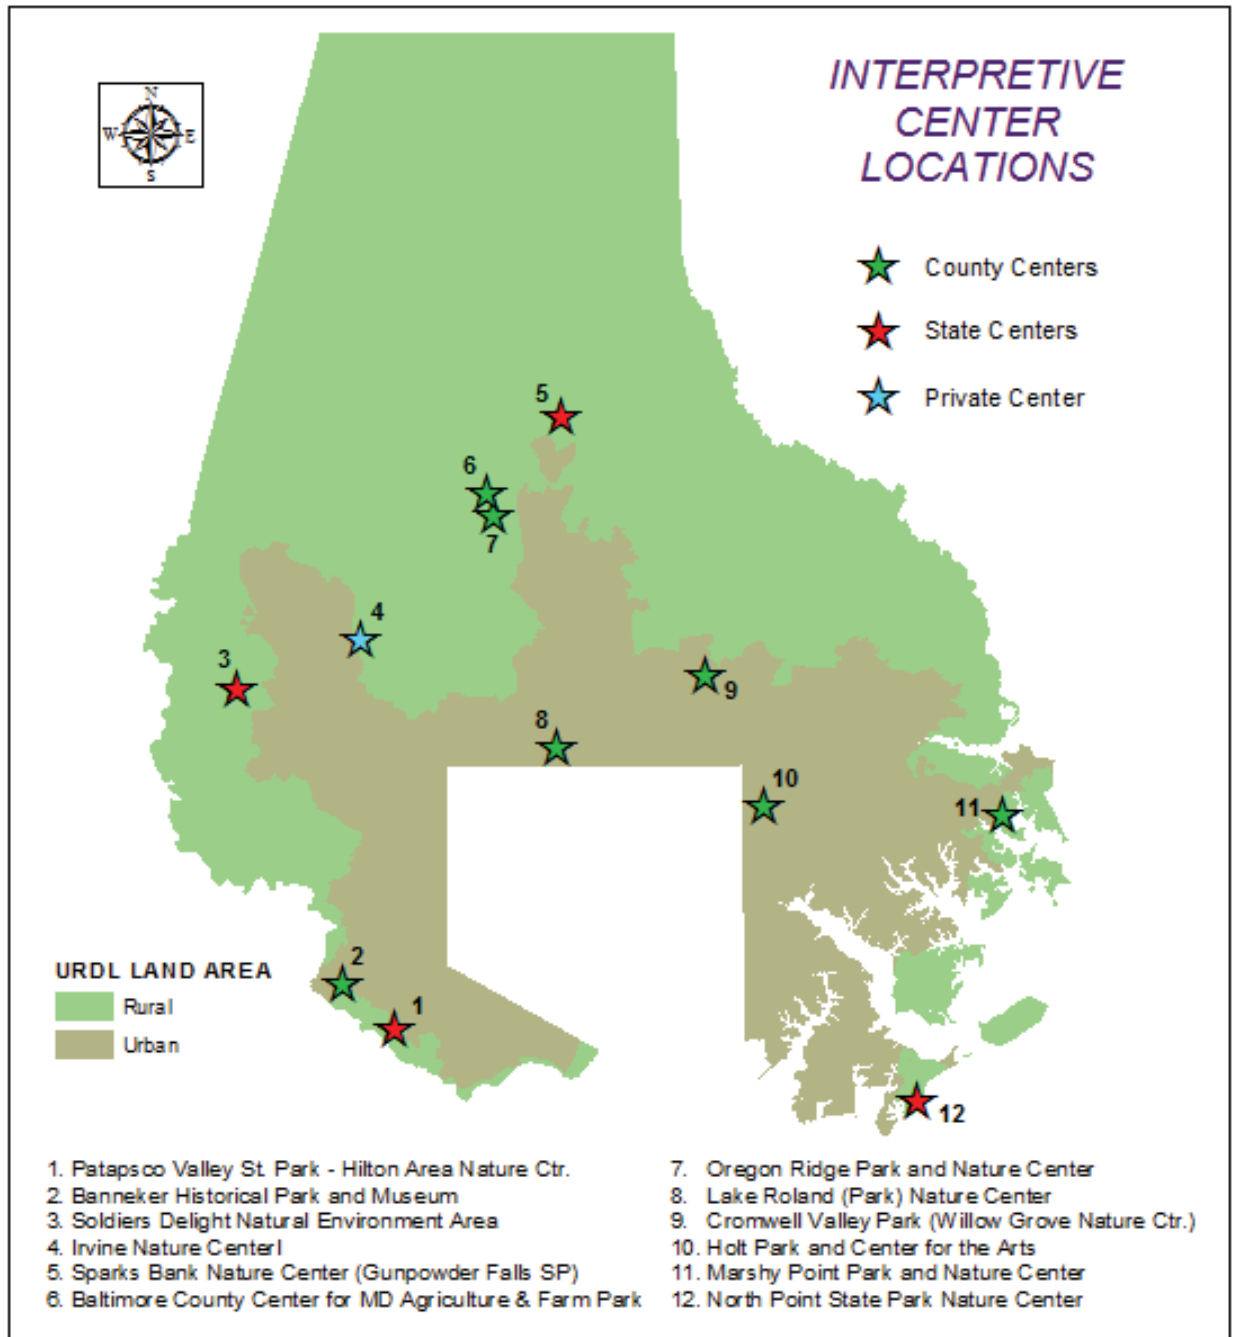 INTERPRETIVE
CENTER
LOCATIONS
N
W E
S
County Centers
State Centers
Private Center
5
6
7
4
3
9
8
10
11
2
1
12
URDL LAND AREA
Rural
Urban
1. Patapsco Valley St. Park - Hilton Area Nature Ctr.
2. Banneker Historical Park and Museum
3. Soldiers Delight Natural Environment Area
4. Irvine Nature Centerl
5. Sparks Bank Nature Center (Gunpowder Falls SP)
6. Baltimore County Center for MD Agriculture & Farm Park
7. Oregon Ridge Park and Nature Center
8. Lake Roland (Park) Nature Center
9. Cromwell Valley Park (Willow Grove Nature Ctr.)
10. Holt Park and Center for the Arts
11. Marshy Point Park and Nature Center
12. North Point State Park Nature Center